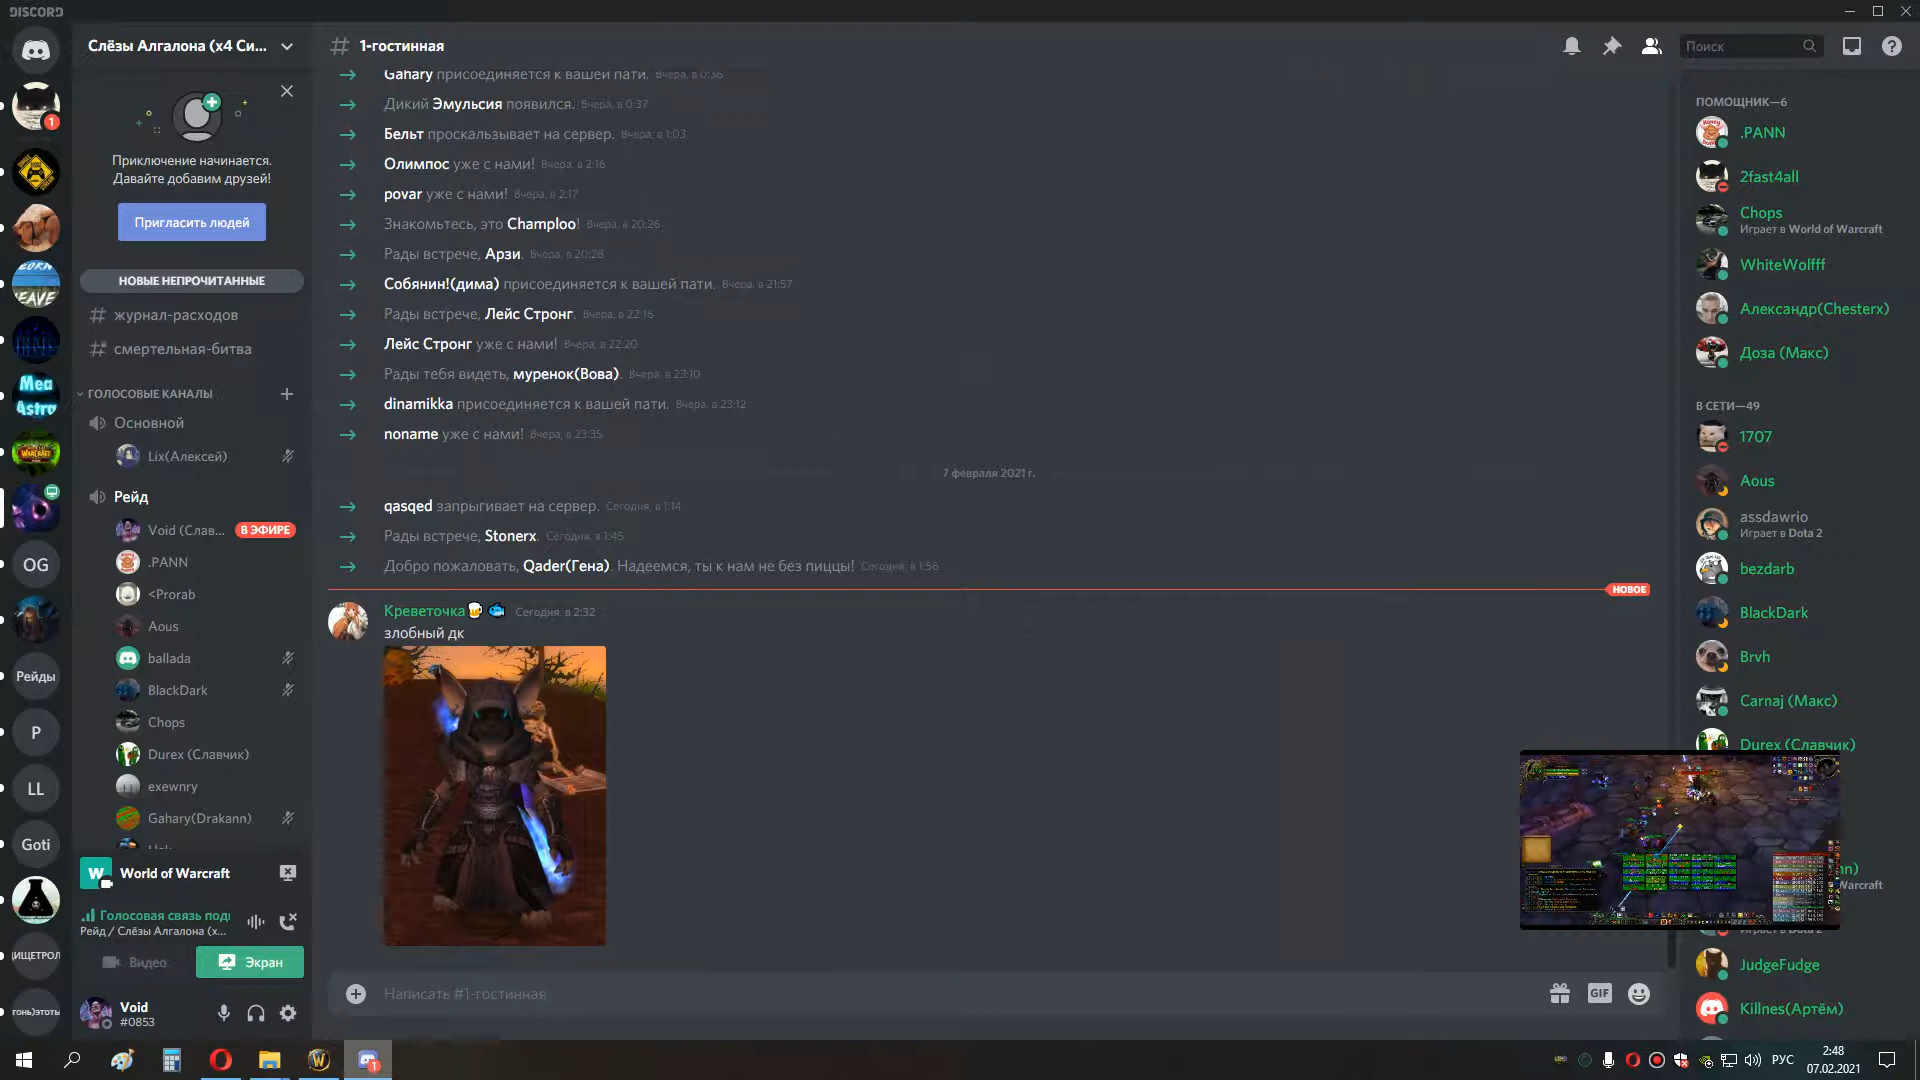 DISCORD
Слёзы Алгалона (x4 Си...
Приключение начинается.
Давайте добавим друзей!
Пригласить людей
НОВЫЕ НЕПРОЧИТАННЫЕ
журнал-расходов
смертельная-битва
ГОЛОСОВЫЕ КАНАЛЫ
Основной
Lix(Алексей)
Рейд
Void (Слав... В ЭФИРЕ
.PANN
<Prorab
Aous
ballada
BlackDark
Chops
Durex (Славчик)
exewnry
Gahary(Drakann)
World of Warcraft
Голосовая связь под
Рейд / Слёзы Алгалона (x...
Видео
Экран
Void
#0853
1
Mea
Astra
OG
Рейды
P
LL
Goti
1-гостинная
Поиск
Gahary присоединяется к вашей пати. Вчера, в 0:36
Дикий Эмульсия появился. Вчера, в 0:37
Бельт проскальзывает на сервер. Вчера, в 1:03
Олимпос уже с нами! Вчера, в 2:16
povar уже с нами! Вчера, в 2:17
Знакомьтесь, это Champloo! Вчера, в 20:26
Рады встрече, Арзи. Вчера, в 20:28
Собянин!(дима) присоединяется к вашей пати. Вчера, в 21:57
Рады встрече, Лейс Стронг. Вчера, в 22:16
Лейс Стронг уже с нами! Вчера, в 22:20
Рады тебя видеть, муренок(Вова). Вчера, в 23:10
dinamikka присоединяется к вашей пати. Вчера, в 23:12
noname уже с нами! Вчера, в 23:35
7 февраля 2021 г.
qasqed запрыгивает на сервер. Сегодня, в 1:14
Рады встрече, Stonerx. Сегодня, в 1:45
Добро пожаловать, Qader(Гена). Надеемся, ты к нам не без пиццы! Сегодня, в 1:56
НОВОЕ
Креветочка Сегодня, в 2:32
злобный дк
Написать #1-гостинная
GIF
ПОМОЩНИК—6
.PANN
2fast4all
Chops
Играет в World of Warcraft
WhiteWolfff
Александр(Chesterx)
Доза (Макс)
В СЕТИ—49
1707
Aous
assdawrio
Играет в Dota 2
bezdarb
BlackDark
Brvh
Carnaj (Макс)
Durex (Славчик)
Warcraft
JudgeFudge
Killnes(Артём)
РУС
2:48
07.02.2021